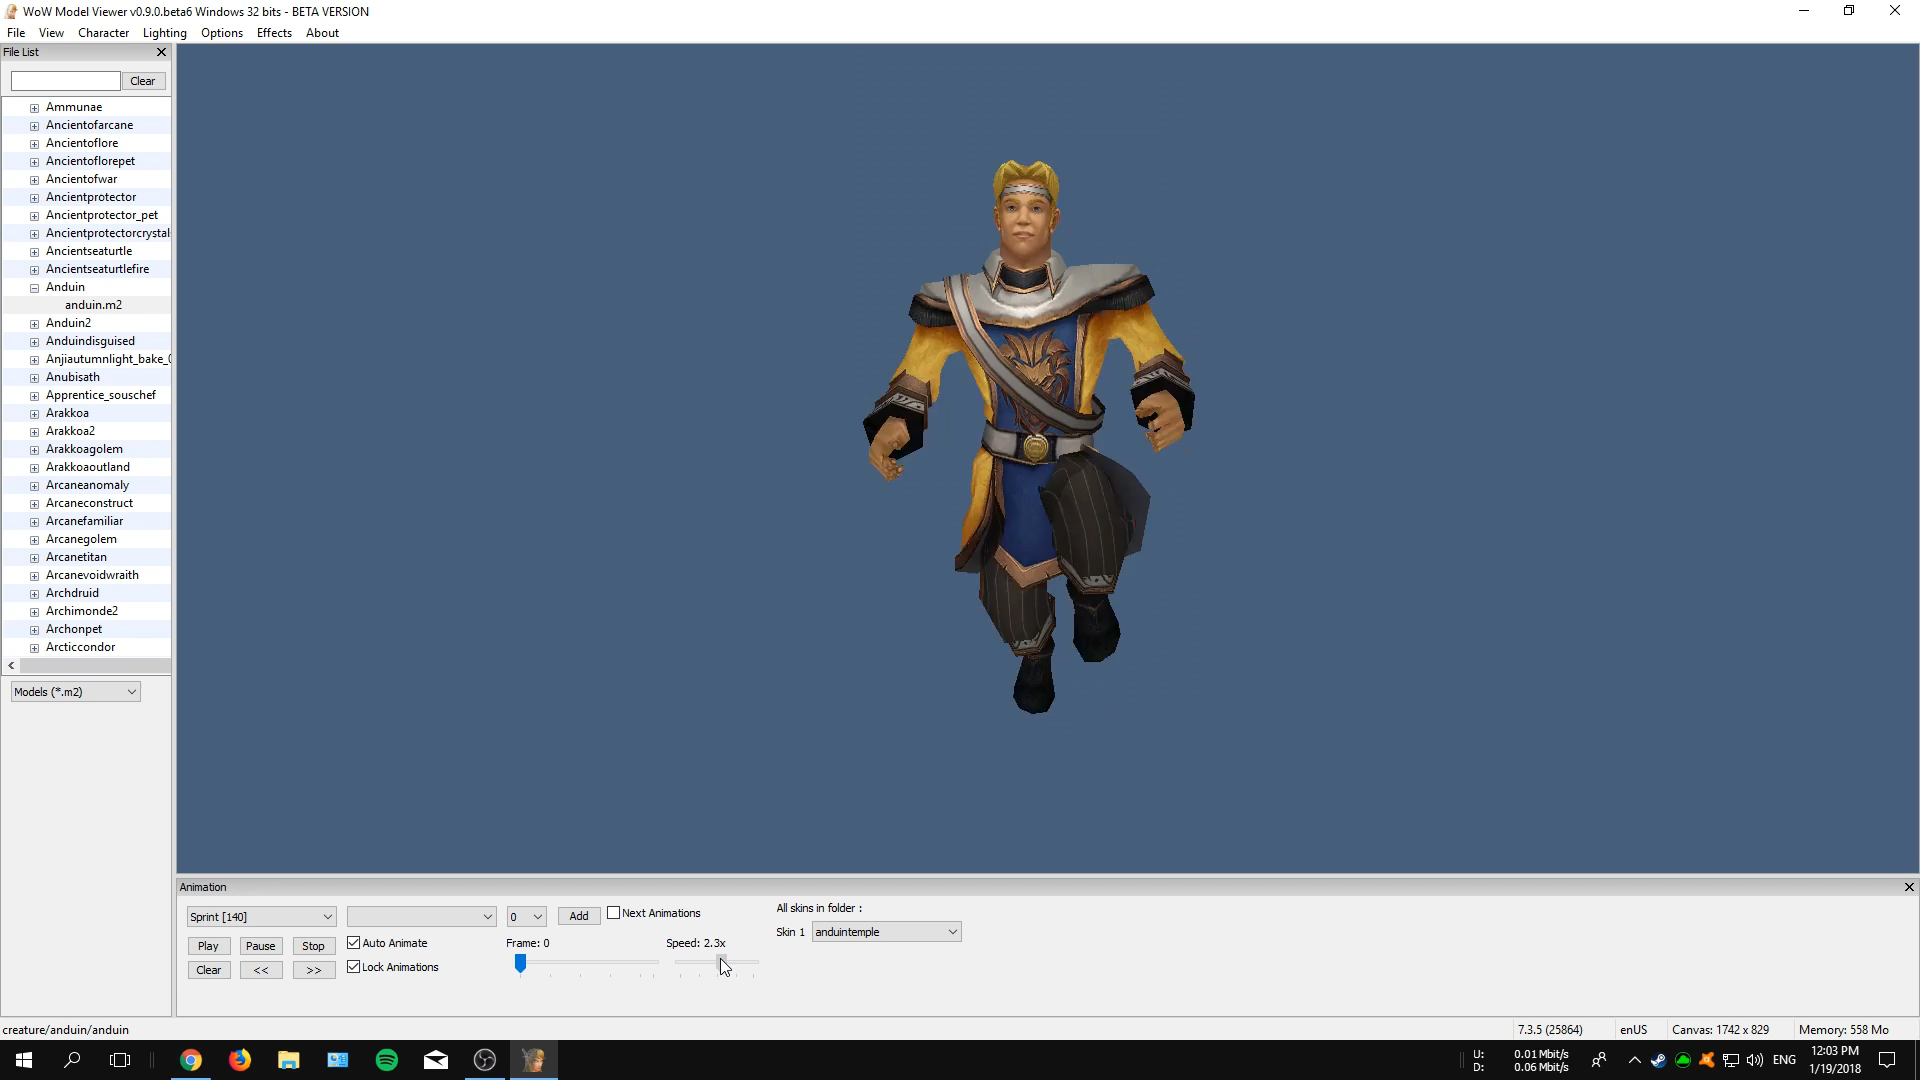 WoW Model Viewer v0.9.0.beta6 Windows 32 bits - BETA VERSION
File View Character Lighting Options Effects About
File List
Clear
Ammunae
Ancientofarcane
Ancientoflore
Ancientoflorepet
Ancientofwar
Ancientprotector
Ancientprotector_pet
Ancientprotectorcrystal
Ancientseaturtle
Ancientseaturtlefire
Anduin
anduin.m2
Anduin2
Anduindisguised
Anjiautumnlight_bake_0
Anubisath
Apprentice_souschef
Arakkoa
Arakkoa2
Arakkoagolem
Arakkoaoutland
Arcaneanomaly
Arcaneconstruct
Arcanefamiliar
Arcanegolem
Arcanetitan
Arcanevoidwraith
Archdruid
Archimonde2
Archonpet
Arcticcondor
Models (*.m2)
Animation
Sprint [140] 0 Add Next Animations
All skins in folder :
Skin 1 anduintemple
Play Pause Stop Auto Animate Frame: 0 Speed: 2.3x
Clear << >> Lock Animations
creature/anduin/anduin 7.3.5 (25864) enUS Canvas: 1742 x 829 Memory: 558 Mo
U: 0.01 Mbit/s
D: 0.06 Mbit/s
ENG
12:03 PM
1/19/2018